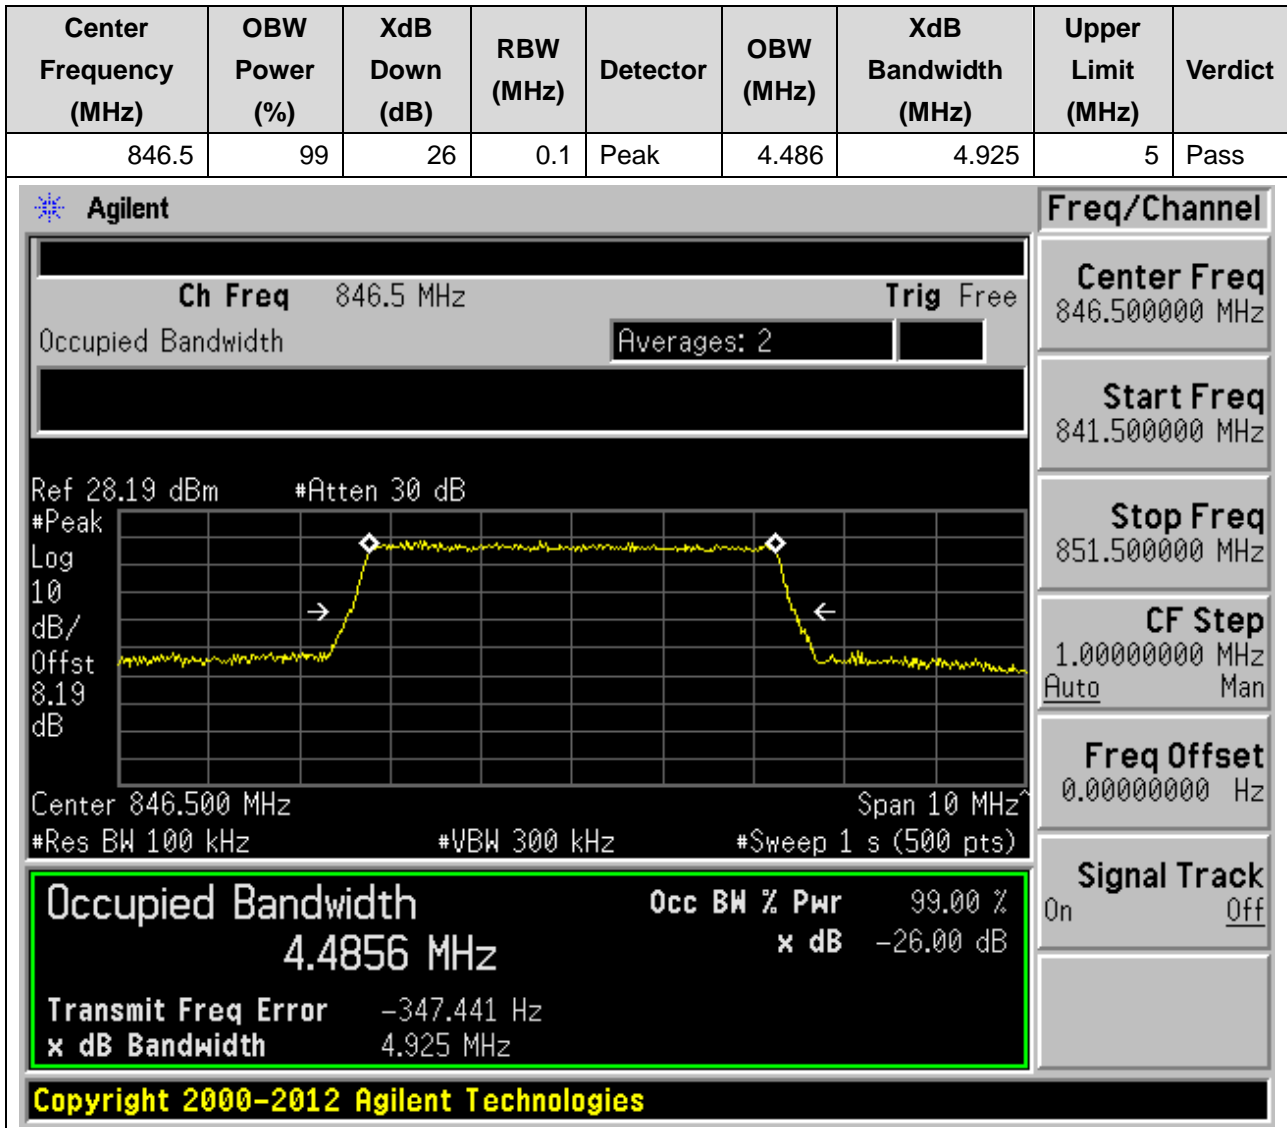 Center Frequency (MHz) OBW Power (%) XdB Down (dB) RBW (MHz) Detector OBW (MHz) XdB Bandwidth (MHz) Upper Limit (MHz) Verdict
846.5 99 26 0.1 Peak 4.486 4.925 5 Pass
Agilent
Ch Freq 846.5 MHz Trig Free
Occupied Bandwidth Averages: 2
Ref 28.19 dBm #Atten 30 dB
#Peak
Log
10
dB/
Offst
8.19
dB
Center 846.500 MHz Span 10 MHz^
#Res BW 100 kHz #VBW 300 kHz #Sweep 1 s (500 pts)
Occupied Bandwidth Occ BW % Pwr 99.00 %
4.4856 MHz x dB -26.00 dB
Transmit Freq Error -347.441 Hz
x dB Bandwidth 4.925 MHz
Copyright 2000-2012 Agilent Technologies
Freq/Channel
Center Freq
846.500000 MHz
Start Freq
841.500000 MHz
Stop Freq
851.500000 MHz
CF Step
1.00000000 MHz
Auto Man
Freq Offset
0.00000000 Hz
Signal Track
On Off